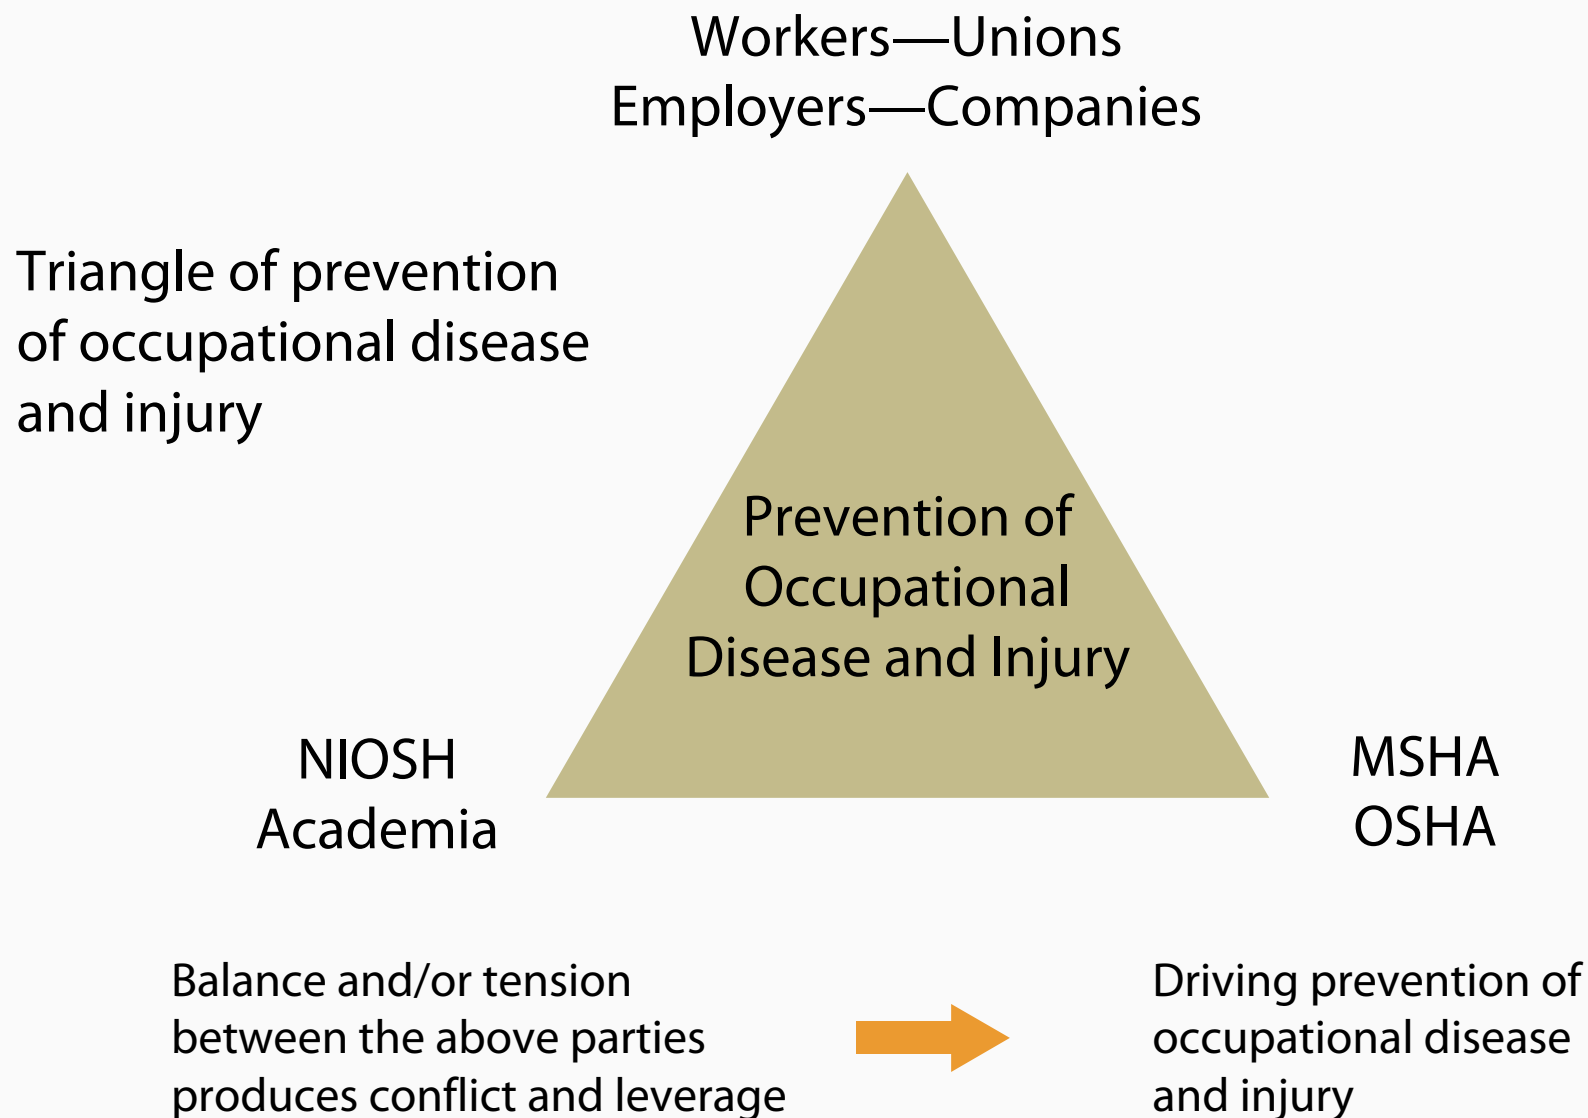 Workers—Unions
Employers—Companies
Triangle of prevention
of occupational disease
and injury
Prevention of
Occupational
Disease and Injury
NIOSH
Academia
MSHA
OSHA
Balance and/or tension
between the above parties
produces conflict and leverage
Driving prevention of
occupational disease
and injury